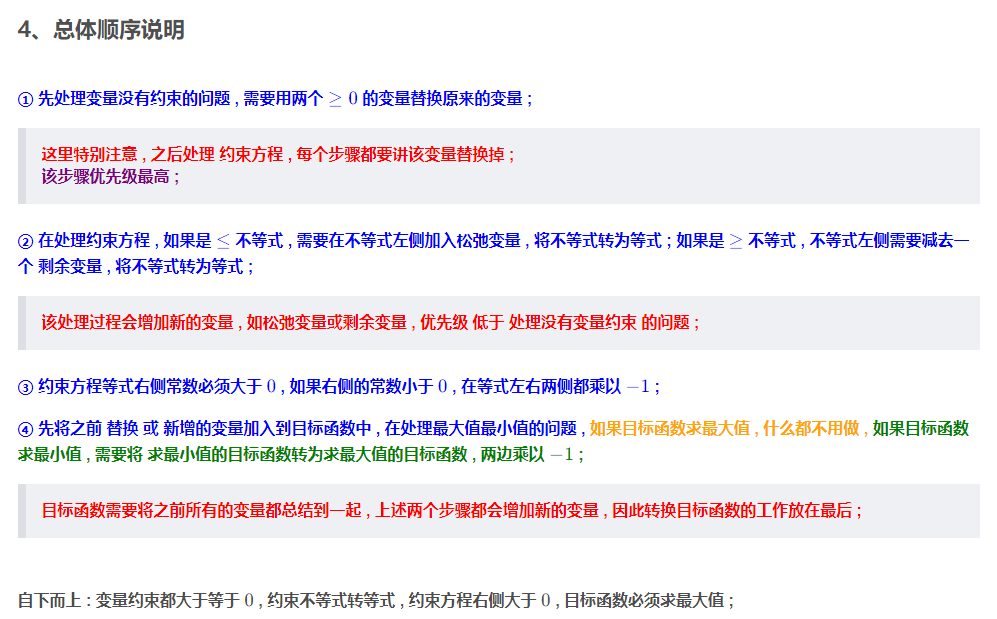 4、总体顺序说明
① 先处理变量没有约束的问题 , 需要用两个 ≥ 0 的变量替换原来的变量 ;
这里特别注意 , 之后处理 约束方程 , 每个步骤都要讲该变量替换掉 ;
该步骤优先级最高 ;
② 在处理约束方程 , 如果是 ≤ 不等式 , 需要在不等式左侧加入松弛变量 , 将不等式转为等式 ; 如果是 ≥ 不等式 , 不等式左侧需要减去一
个 剩余变量 , 将不等式转为等式 ;
该处理过程会增加新的变量 , 如松弛变量或剩余变量 , 优先级 低于 处理没有变量约束 的问题 ;
③ 约束方程等式右侧常数必须大于 0 , 如果右侧的常数小于 0 , 在等式左右两侧都乘以 −1 ;
④ 先将之前 替换 或 新增的变量加入到目标函数中 , 在处理最大值最小值的问题 , 如果目标函数求最大值 , 什么都不用做 , 如果目标函数
求最小值 , 需要将 求最小值的目标函数转为求最大值的目标函数 , 两边乘以 −1 ;
目标函数需要将之前所有的变量都总结到一起 , 上述两个步骤都会增加新的变量 , 因此转换目标函数的工作放在最后 ;
自下而上 : 变量约束都大于等于 0 , 约束不等式转等式 , 约束方程右侧大于 0 , 目标函数必须求最大值 ;